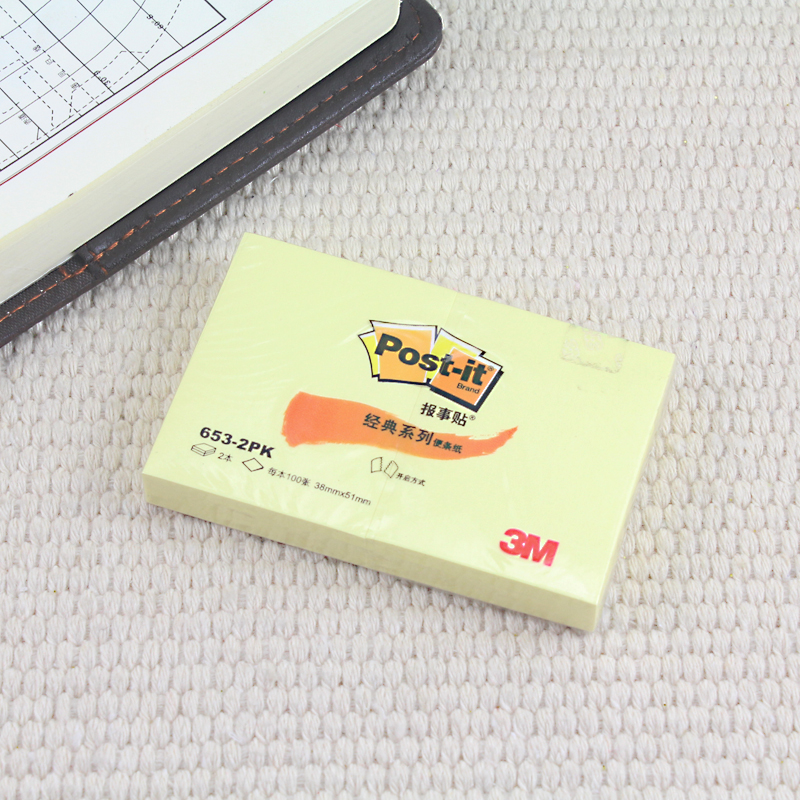 Post-it®
Brand
报事贴®
经典系列便条纸
653-2PK
2本 每本100张 38mmx51mm
开启方式
3M